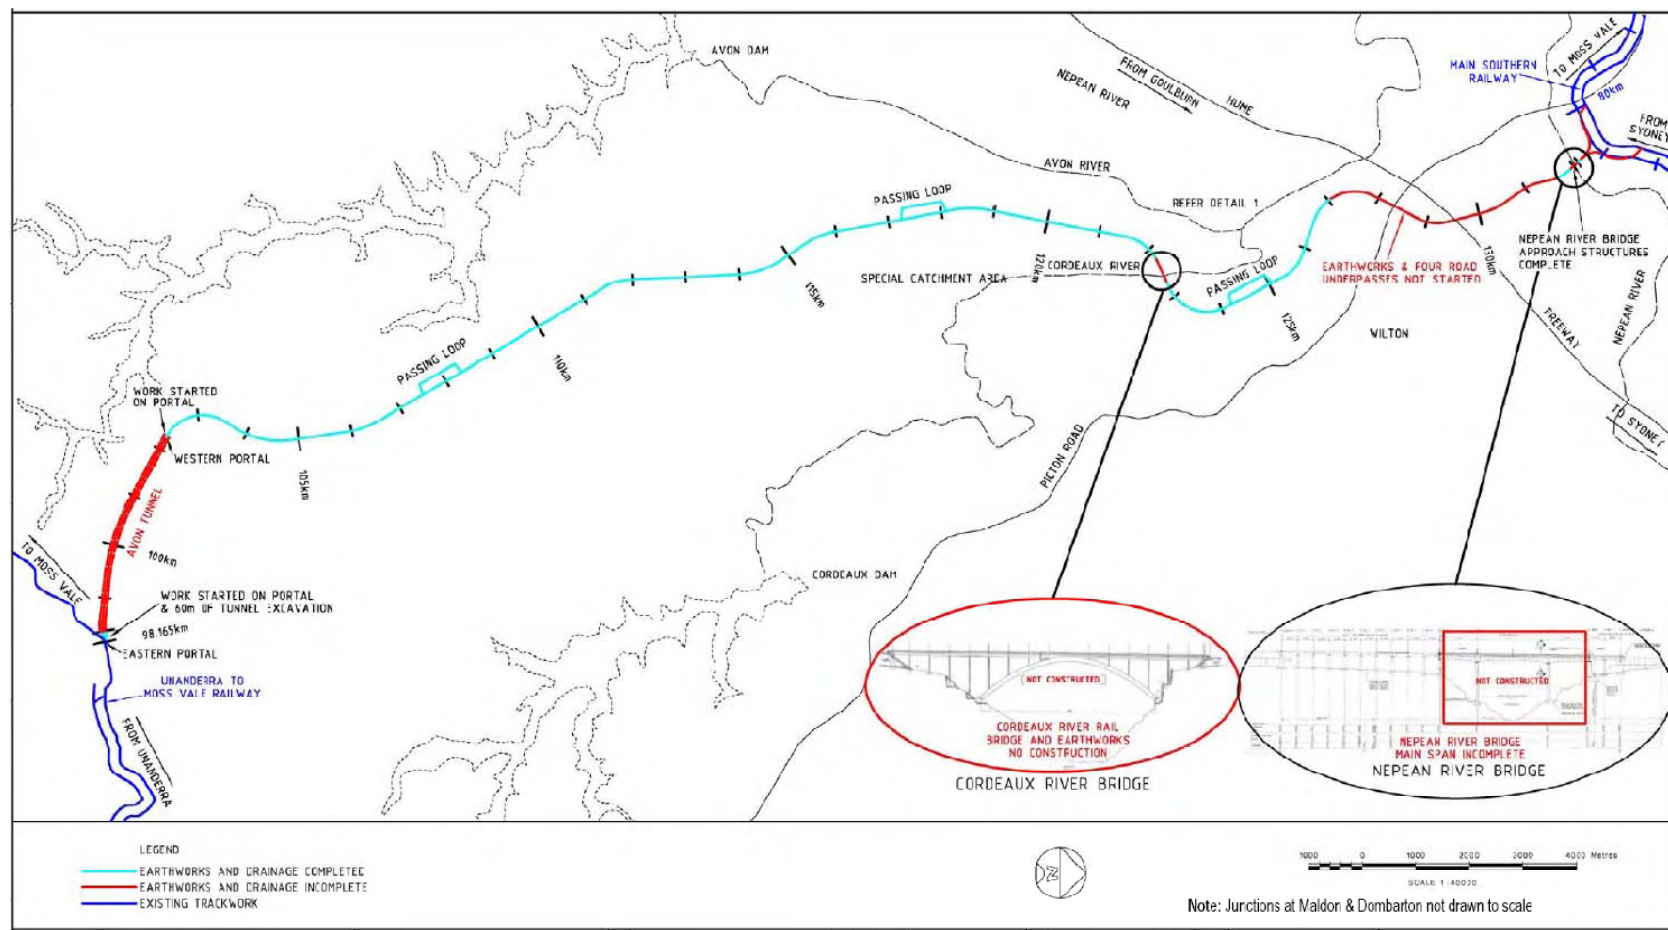 AVON DAM
FROM GOULBURN
NEPEAN RIVER
HUME
MAIN SOUTHERN
RAILWAY
TO MOSS VALE
80km
FROM
SYDNEY
AVON RIVER
PASSING LOOP
REFER DETAIL 1
NEPEAN RIVER BRIDGE
APPROACH STRUCTURES
COMPLETE
130km
EARTHWORKS & FOUR ROAD
UNDERPASSES NOT STARTED
120km
CORDEAUX RIVER
SPECIAL CATCHMENT AREA
PASSING LOOP
115km
125km
WILTON
FREEWAY
NEPEAN RIVER
TO SYDNEY
PASSING LOOP
110km
WORK STARTED
ON PORTAL
WESTERN PORTAL
105km
PICTON ROAD
AVON TUNNEL
100km
TO MOSS VALE
CORDEAUX DAM
WORK STARTED ON PORTAL
& 60m OF TUNNEL EXCAVATION
98.165km
EASTERN PORTAL
UNANDERRA TO
MOSS VALE RAILWAY
FROM UNANDERRA
NOT CONSTRUCTED
CORDEAUX RIVER RAIL
BRIDGE AND EARTHWORKS
NO CONSTRUCTION
CORDEAUX RIVER BRIDGE
NOT CONSTRUCTED
NEPEAN RIVER BRIDGE
MAIN SPAN INCOMPLETE
NEPEAN RIVER BRIDGE
LEGEND
EARTHWORKS AND DRAINAGE COMPLETED
EARTHWORKS AND DRAINAGE INCOMPLETE
EXISTING TRACKWORK
N
1000 0 1000 2000 3000 4000 Metres
SCALE 1:40000
Note: Junctions at Maldon & Dombarton not drawn to scale